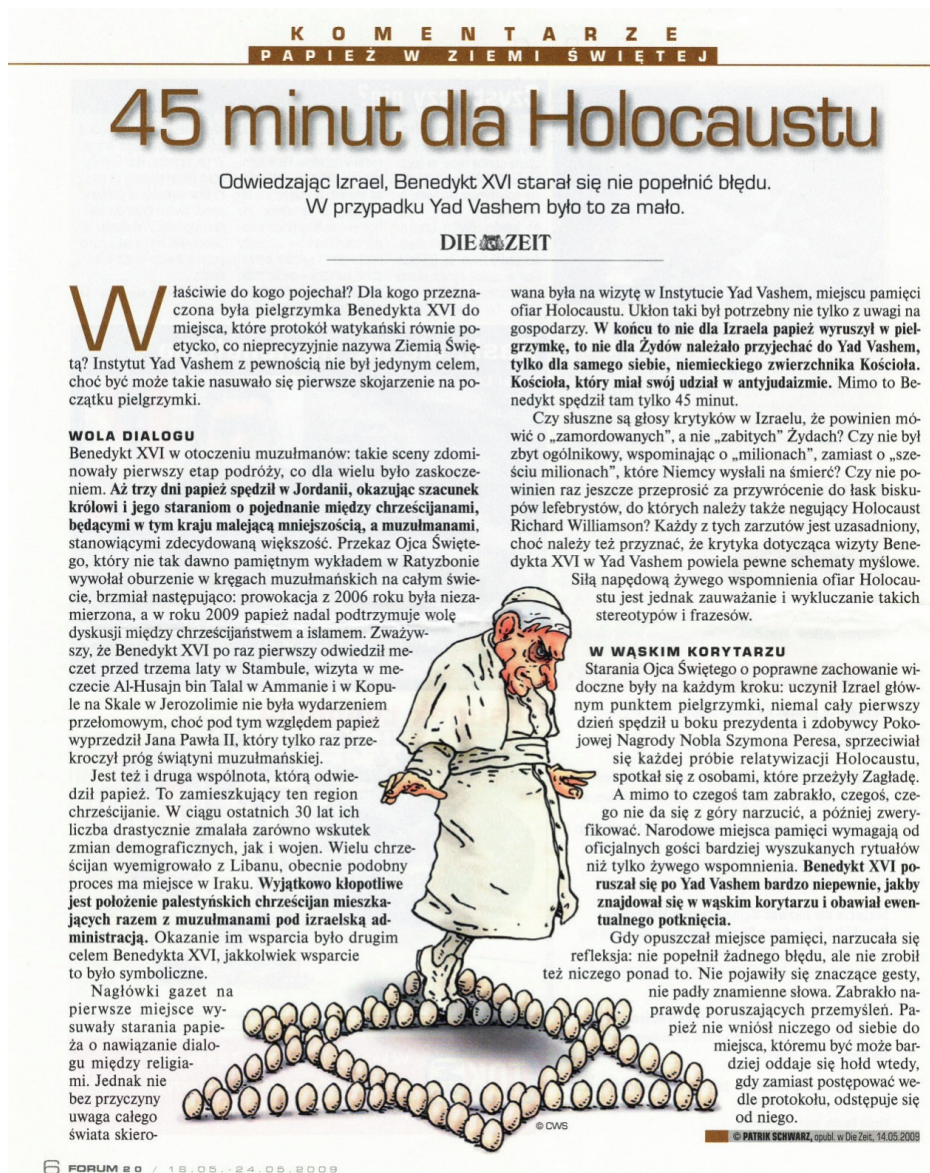 KOMENTARZE
PAPIEŻ W ZIEMI ŚWIĘTEJ
45 minut dla Holocaustu
Odwiedzając Izrael, Benedykt XVI starał się nie popełnić błędu.
W przypadku Yad Vashem było to za mało.
DIE ZEIT
Właściwie do kogo pojechał? Dla kogo przezna-
czona była pielgrzymka Benedykta XVI do
miejsca, które protokół watykański równie po-
etycko, co nieprecyzyjnie nazywa Ziemią Świę-
tą? Instytut Yad Vashem z pewnością nie był jedynym celem,
choć być może takie nasuwało się pierwsze skojarzenie na po-
czątku pielgrzymki.
WOLA DIALOGU
Benedykt XVI w otoczeniu muzułmanów: takie sceny zdomi-
nowały pierwszy etap podróży, co dla wielu było zaskocze-
niem. Aż trzy dni papież spędził w Jordanii, okazując szacunek
królowi i jego staraniom o pojednanie między chrześcijanami,
będącymi w tym kraju malejącą mniejszością, a muzułmanami,
stanowiącymi zdecydowaną większość. Przekaz Ojca Święte-
go, który nie tak dawno pamiętnym wykładem w Ratyzbonie
wywołał oburzenie w kręgach muzułmańskich na całym świe-
cie, brzmiał następująco: prowokacja z 2006 roku była nieza-
mierzona, a w roku 2009 papież nadal podtrzymuje wolę
dyskusji między chrześcijaństwem a islamem. Zważyw-
szy, że Benedykt XVI po raz pierwszy odwiedził me-
czet przed trzema laty w Stambule, wizyta w me-
czecie Al-Husajn bin Talal w Ammanie i w Kopu-
le na Skale w Jerozolimie nie była wydarzeniem
przełomowym, choć pod tym względem papież
wyprzedził Jana Pawła II, który tylko raz prze-
kroczył próg świątyni muzułmańskiej.
Jest też i druga wspólnota, którą odwie-
dził papież. To zamieszkujący ten region
chrześcijanie. W ciągu ostatnich 30 lat ich
liczba drastycznie zmalała zarówno wskutek
zmian demograficznych, jak i wojen. Wielu chrze-
ścijan wyemigrowało z Libanu, obecnie podobny
proces ma miejsce w Iraku. Wyjątkowo kłopotliwe
jest położenie palestyńskich chrześcijan mieszka-
jących razem z muzułmanami pod izraelską ad-
ministracją. Okazanie im wsparcia było drugim
celem Benedykta XVI, jakkolwiek wsparcie
to było symboliczne.
Nagłówki gazet na
pierwsze miejsce wy-
suwały starania papie-
ża o nawiązanie dialo-
gu między religia-
mi. Jednak nie
bez przyczyny
uwaga całego
świata skiero-
wana była na wizytę w Instytucie Yad Vashem, miejscu pamięci
ofiar Holocaustu. Ukłon taki był potrzebny nie tylko z uwagi na
gospodarzy. W końcu to nie dla Izraela papież wyruszył w piel-
grzymkę, to nie dla Żydów należało przyjechać do Yad Vashem,
tylko dla samego siebie, niemieckiego zwierzchnika Kościoła.
Kościoła, który miał swój udział w antyjudaizmie. Mimo to Be-
nedykt spędził tam tylko 45 minut.
Czy słuszne są głosy krytyków w Izraelu, że powinien mó-
wić o „zamordowanych”, a nie „zabitych” Żydach? Czy nie był
zbyt ogólnikowy, wspominając o „milionach”, zamiast o „sze-
ściu milionach”, które Niemcy wysłali na śmierć? Czy nie po-
winien raz jeszcze przeprosić za przywrócenie do łask bisku-
pów lefebrystów, do których należy także negujący Holocaust
Richard Williamson? Każdy z tych zarzutów jest uzasadniony,
choć należy też przyznać, że krytyka dotycząca wizyty Bene-
dykta XVI w Yad Vashem powiela pewne schematy myślowe.
Siłą napędową żywego wspomnienia ofiar Holocau-
stu jest jednak zauważanie i wykluczanie takich
stereotypów i frazesów.
W WĄSKIM KORYTARZU
Starania Ojca Świętego o poprawne zachowanie wi-
doczne były na każdym kroku: uczynił Izrael głów-
nym punktem pielgrzymki, niemal cały pierwszy
dzień spędził u boku prezydenta i zdobywcy Poko-
jowej Nagrody Nobla Szymona Peresa, sprzeciwiał
się każdej próbie relatywizacji Holocaustu,
spotkał się z osobami, które przeżyły Zagładę.
A mimo to czegoś tam zabrakło, czegoś, cze-
go nie da się z góry narzucić, a później zwery-
fikować. Narodowe miejsca pamięci wymagają od
oficjalnych gości bardziej wyszukanych rytuałów
niż tylko żywego wspomnienia. Benedykt XVI po-
ruszał się po Yad Vashem bardzo niepewnie, jakby
znajdował się w wąskim korytarzu i obawiał ewen-
tualnego potknięcia.
Gdy opuszczał miejsce pamięci, narzucała się
refleksja: nie popełnił żadnego błędu, ale nie zrobił
też niczego ponad to. Nie pojawiły się znaczące gesty,
nie padły znamienne słowa. Zabrakło na-
prawdę poruszających przemyśleń. Pa-
pież nie wniósł niczego od siebie do
miejsca, któremu być może bar-
dziej oddaje się hołd wtedy,
gdy zamiast postępować we-
dle protokołu, odstępuje się
od niego.
© CWS
© PATRIK SCHWARZ, opubl. w Die Zeit, 14.05.2009
6 FORUM 20 / 18.05.-24.05.2009